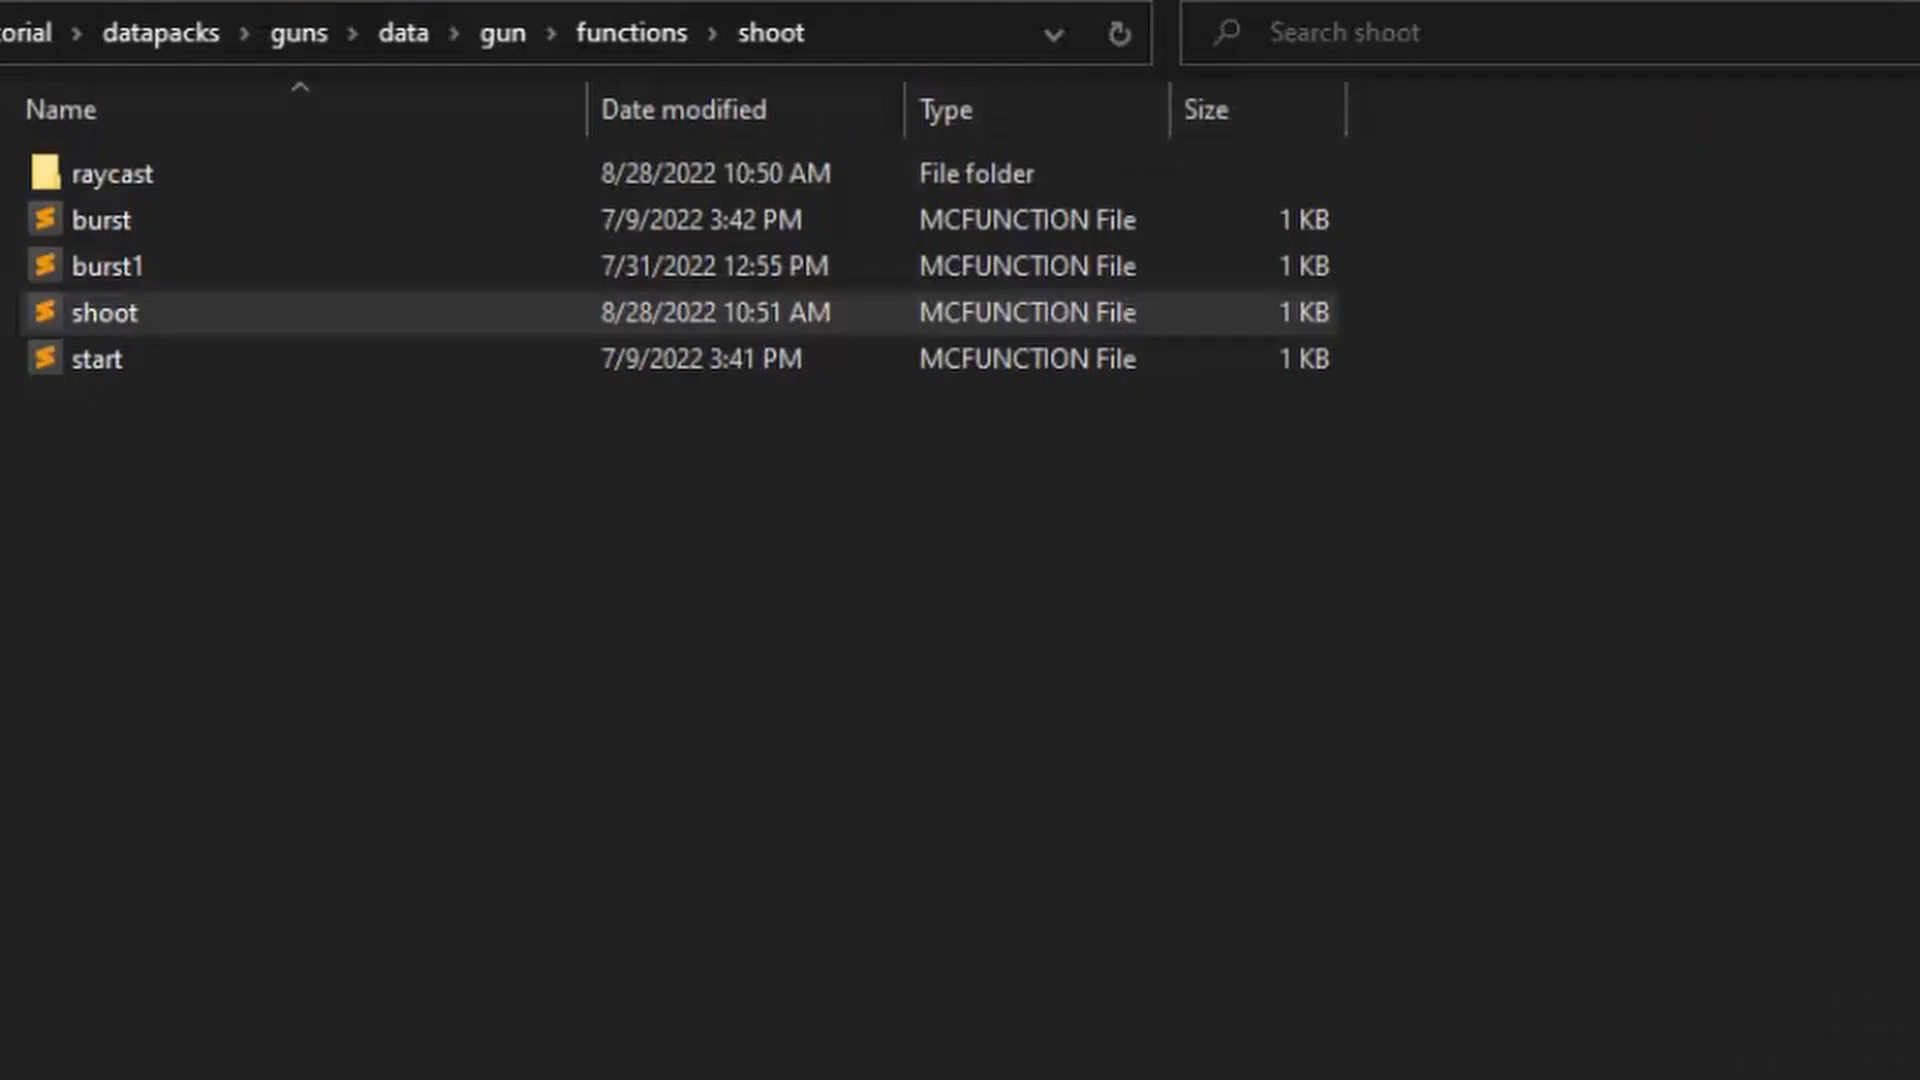 orial › datapacks › guns › data › gun › functions › shoot Search shoot
Name Date modified Type Size
raycast 8/28/2022 10:50 AM File folder
burst 7/9/2022 3:42 PM MCFUNCTION File 1 KB
burst1 7/31/2022 12:55 PM MCFUNCTION File 1 KB
shoot 8/28/2022 10:51 AM MCFUNCTION File 1 KB
start 7/9/2022 3:41 PM MCFUNCTION File 1 KB